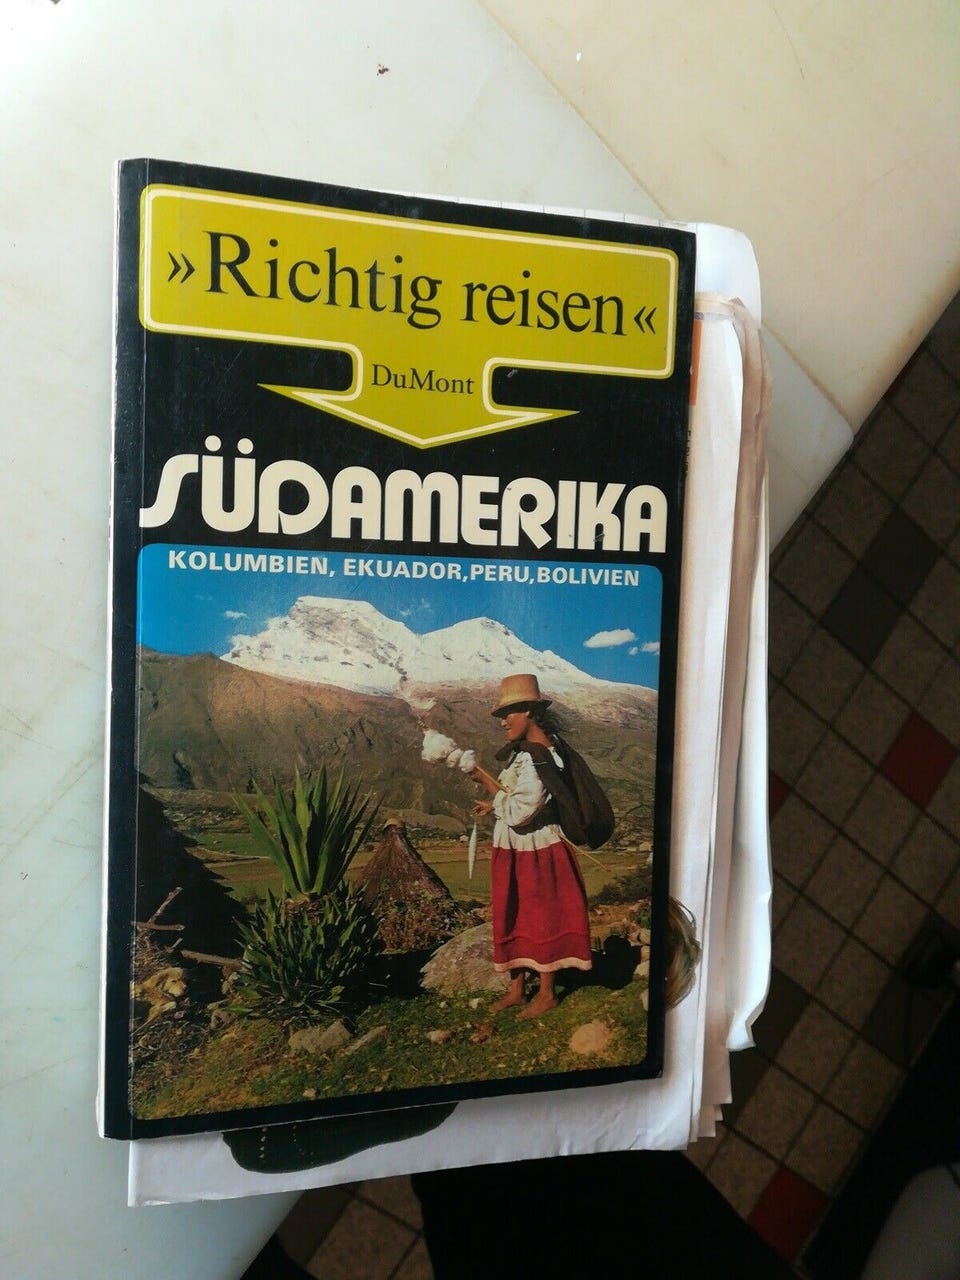 »Richtig reisen«
DuMont
SÜDAMERIKA
KOLUMBIEN, EKUADOR, PERU, BOLIVIEN